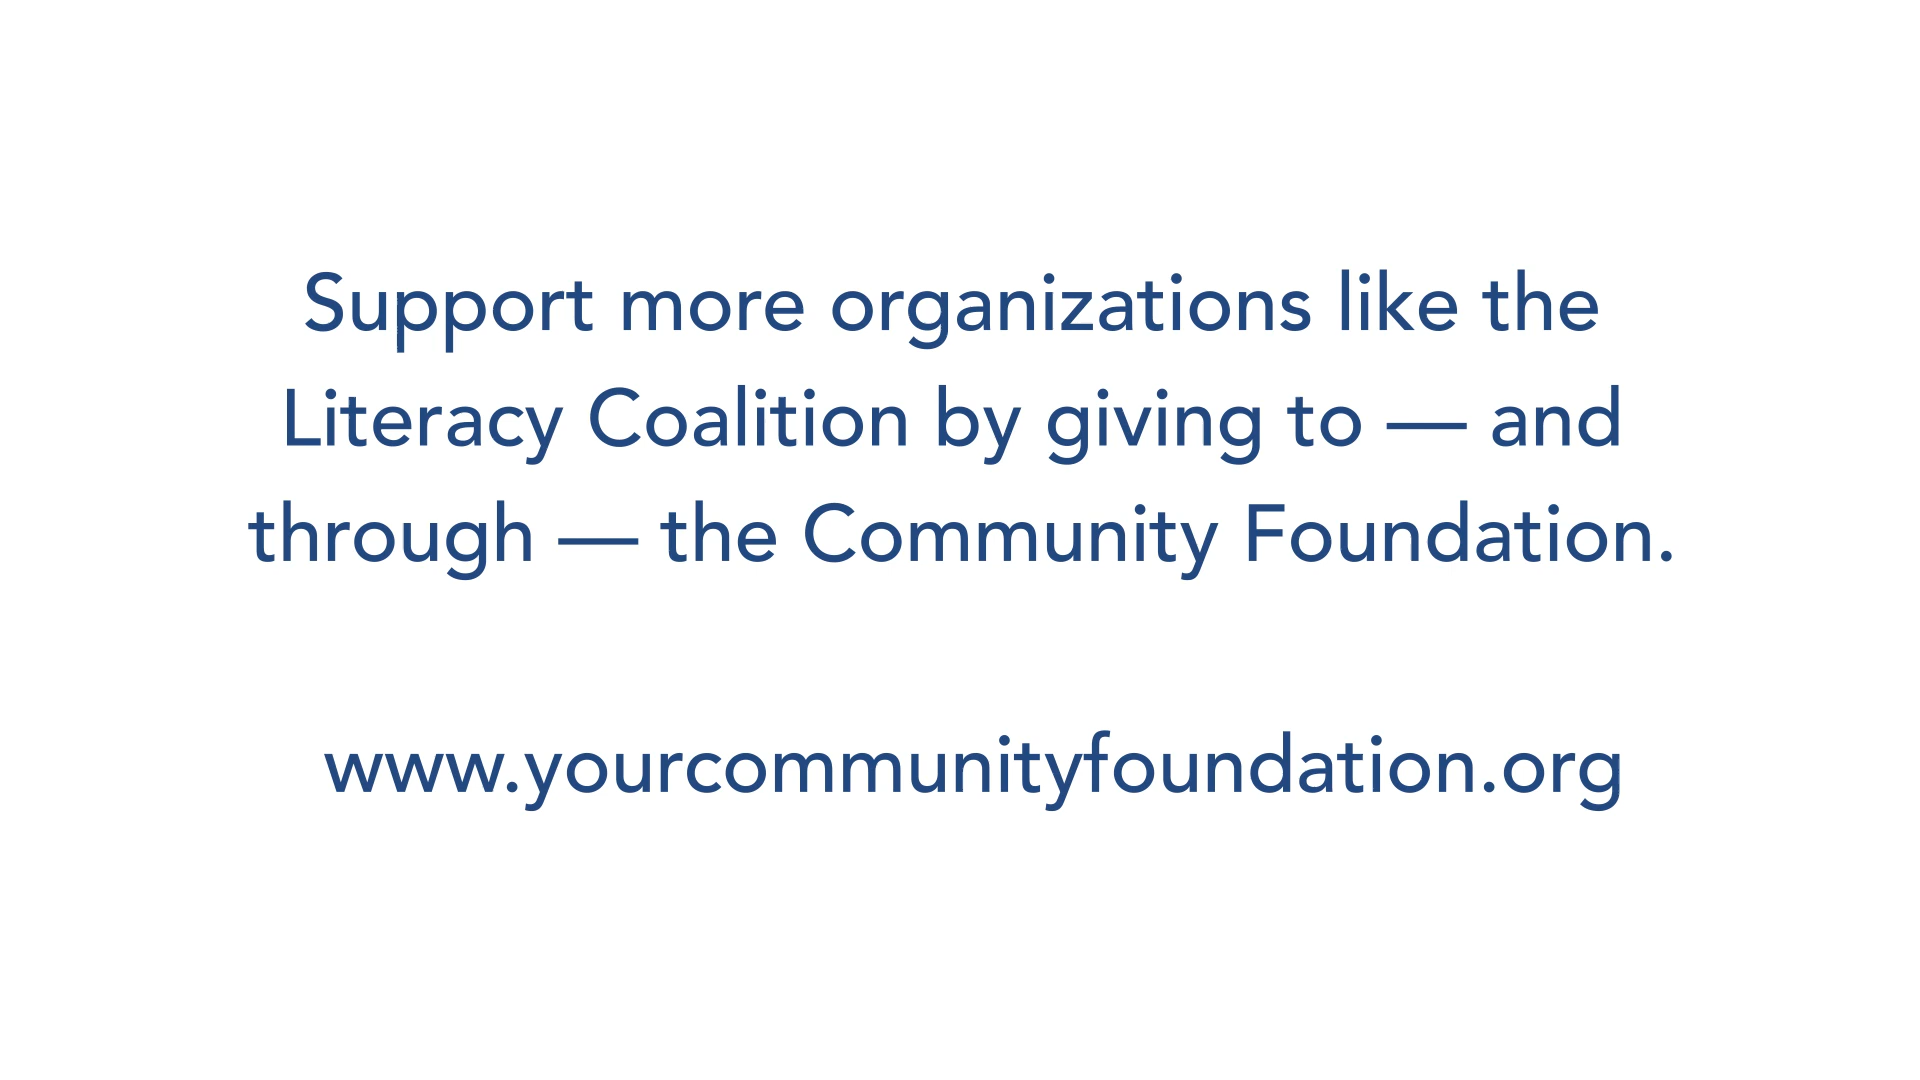 Support more organizations like the
Literacy Coalition by giving to — and
through — the Community Foundation.
www.yourcommunityfoundation.org